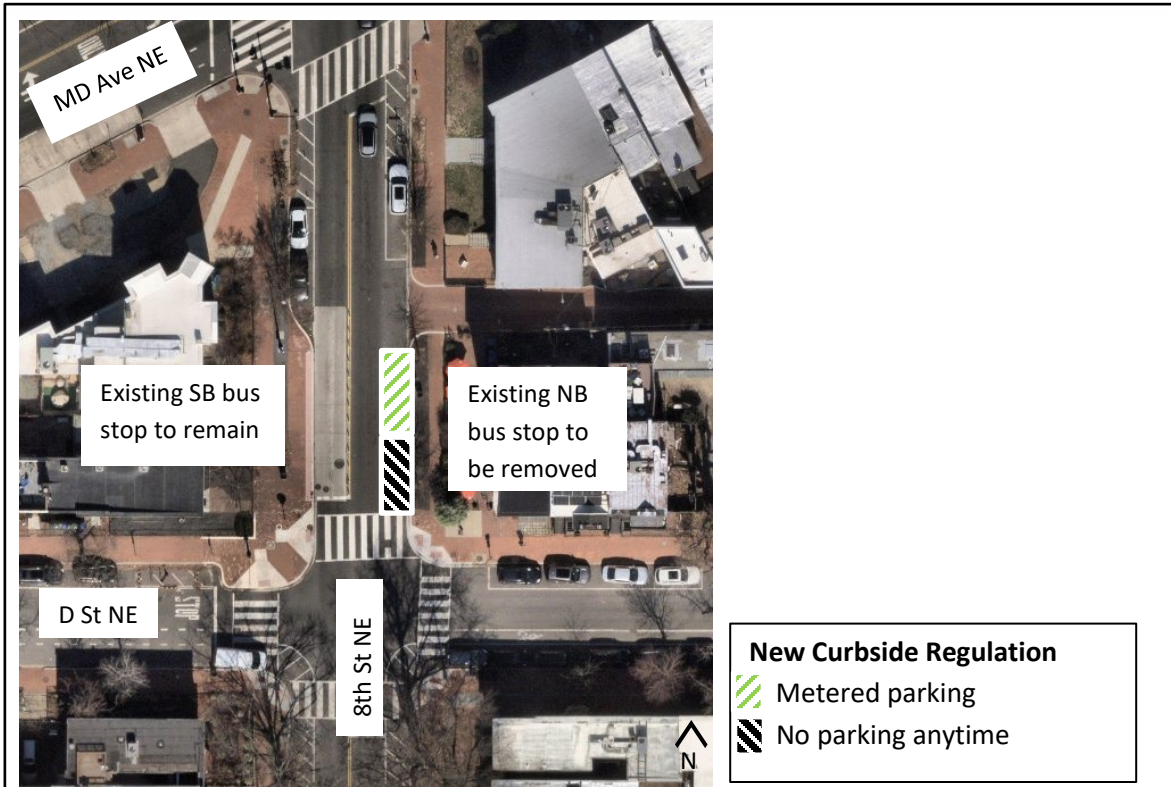 MD Ave NE
Existing SB bus
stop to remain
Existing NB
bus stop to
be removed
D St NE
8th St NE
N
New Curbside Regulation
Metered parking
No parking anytime
STOP